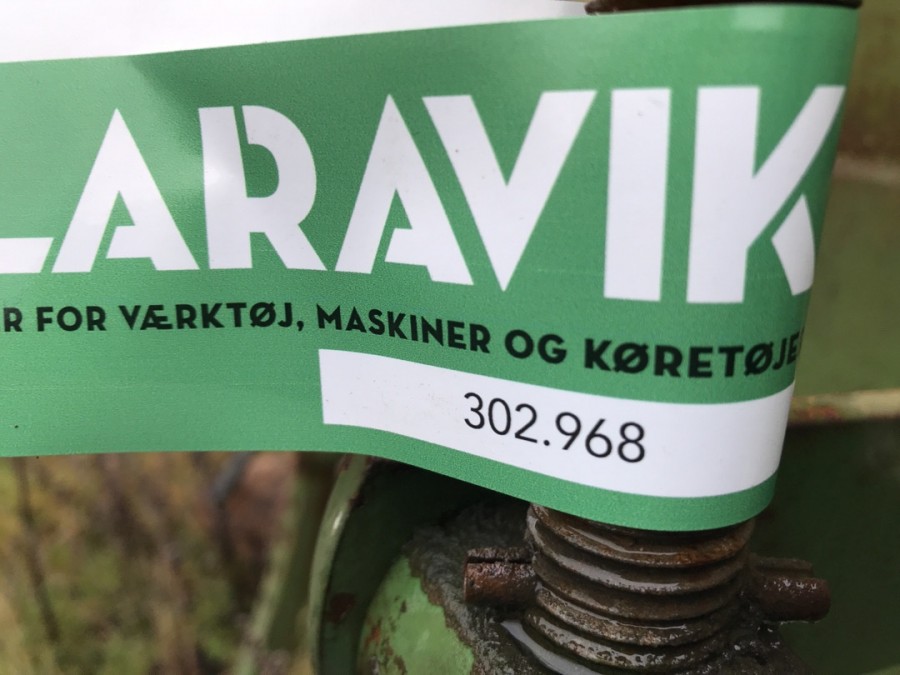 LARAVIK
R FOR VÆRKTØJ, MASKINER OG KØRETØJE
302.968